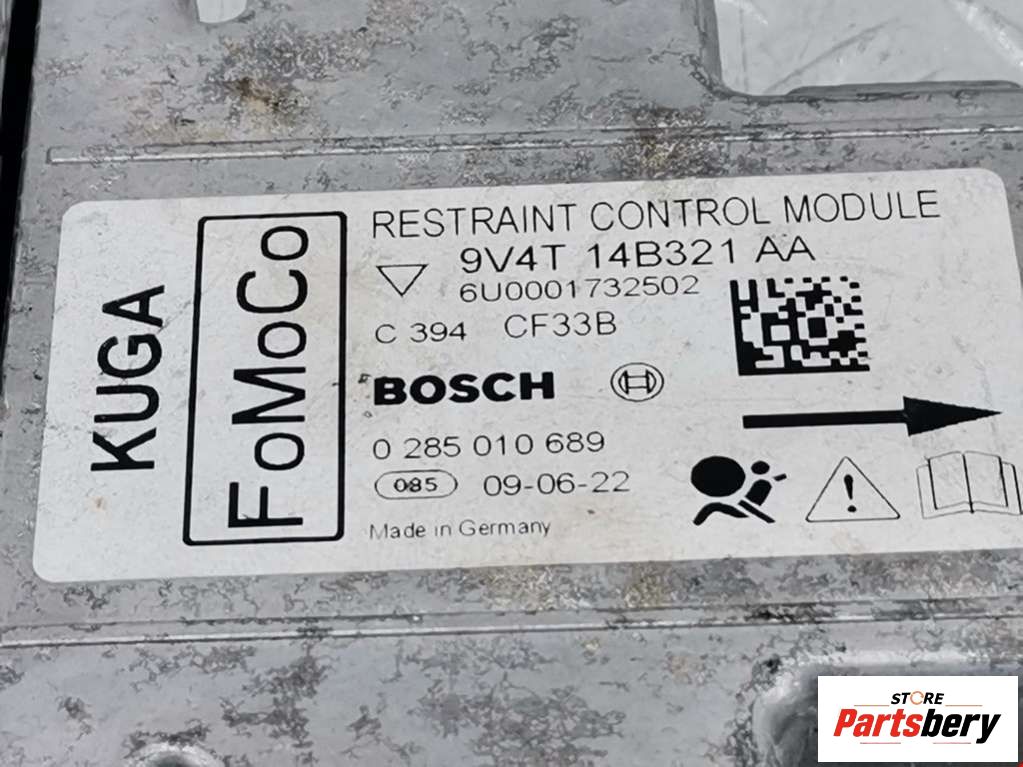 KUGA
FoMoCo
RESTRAINT CONTROL MODULE
9V4T 14B321 AA
6U0001732502
C 394 CF33B
BOSCH
0 285 010 689
085 09-06-22
Made in Germany
STORE
Partsbery